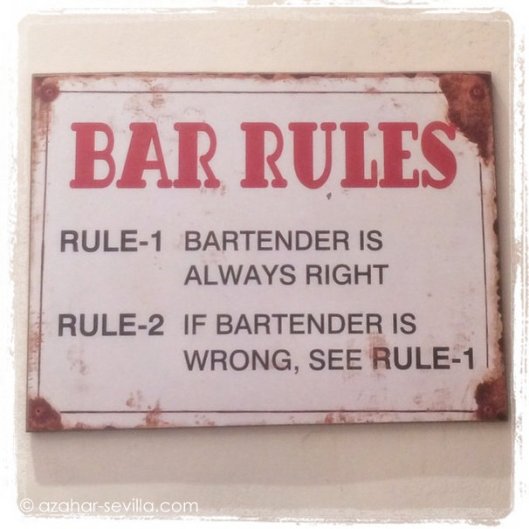 BAR RULES
RULE-1 BARTENDER IS
ALWAYS RIGHT
RULE-2 IF BARTENDER IS
WRONG, SEE RULE-1
© azahar-sevilla.com